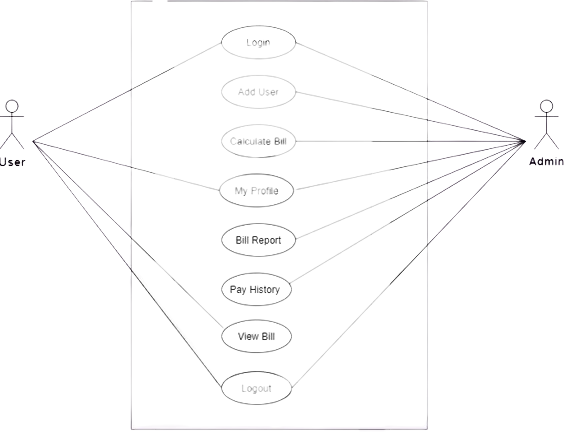 Login
Add User
Calculate Bill
User
Admin
My Profile
Bill Report
Pay History
View Bill
Logout